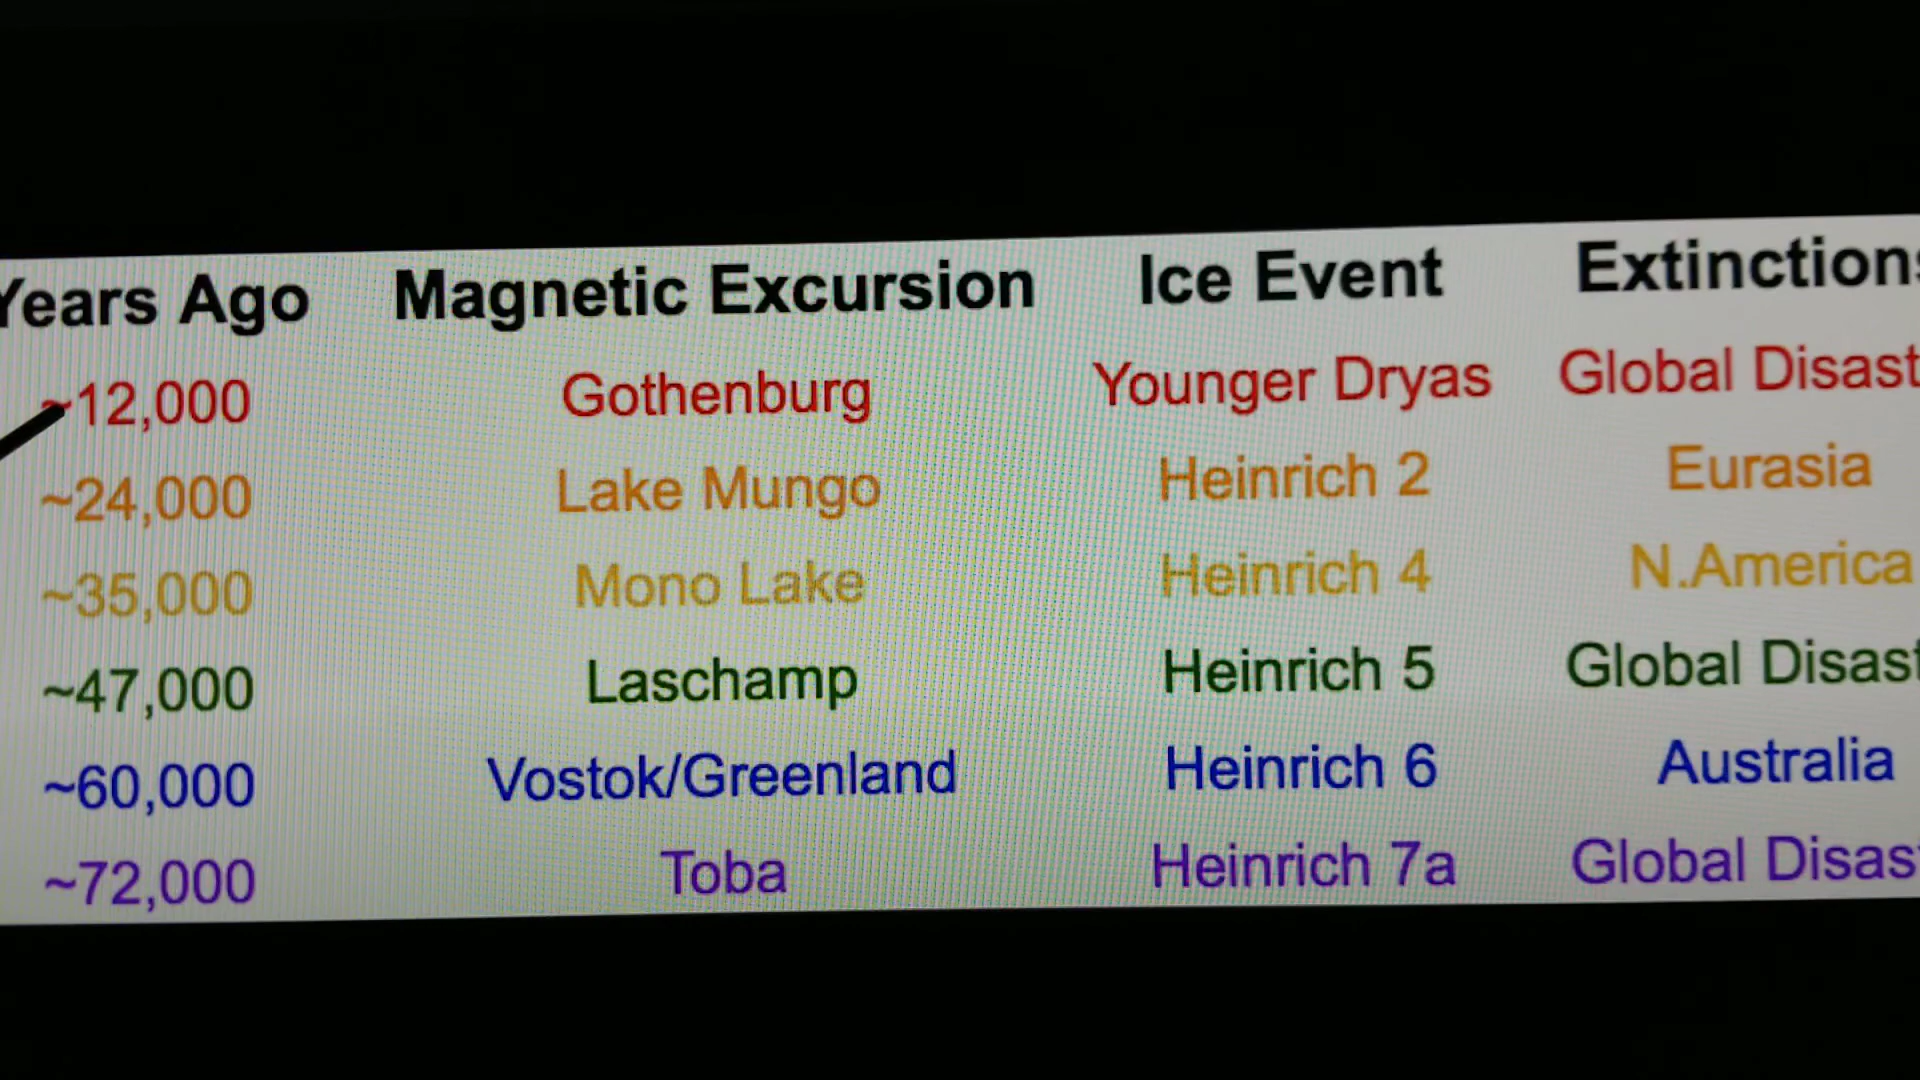 Years Ago Magnetic Excursion Ice Event Extinctions
~12,000 Gothenburg Younger Dryas Global Disast
~24,000 Lake Mungo Heinrich 2 Eurasia
~35,000 Mono Lake Heinrich 4 N.America
~47,000 Laschamp Heinrich 5 Global Disast
~60,000 Vostok/Greenland Heinrich 6 Australia
~72,000 Toba Heinrich 7a Global Disas